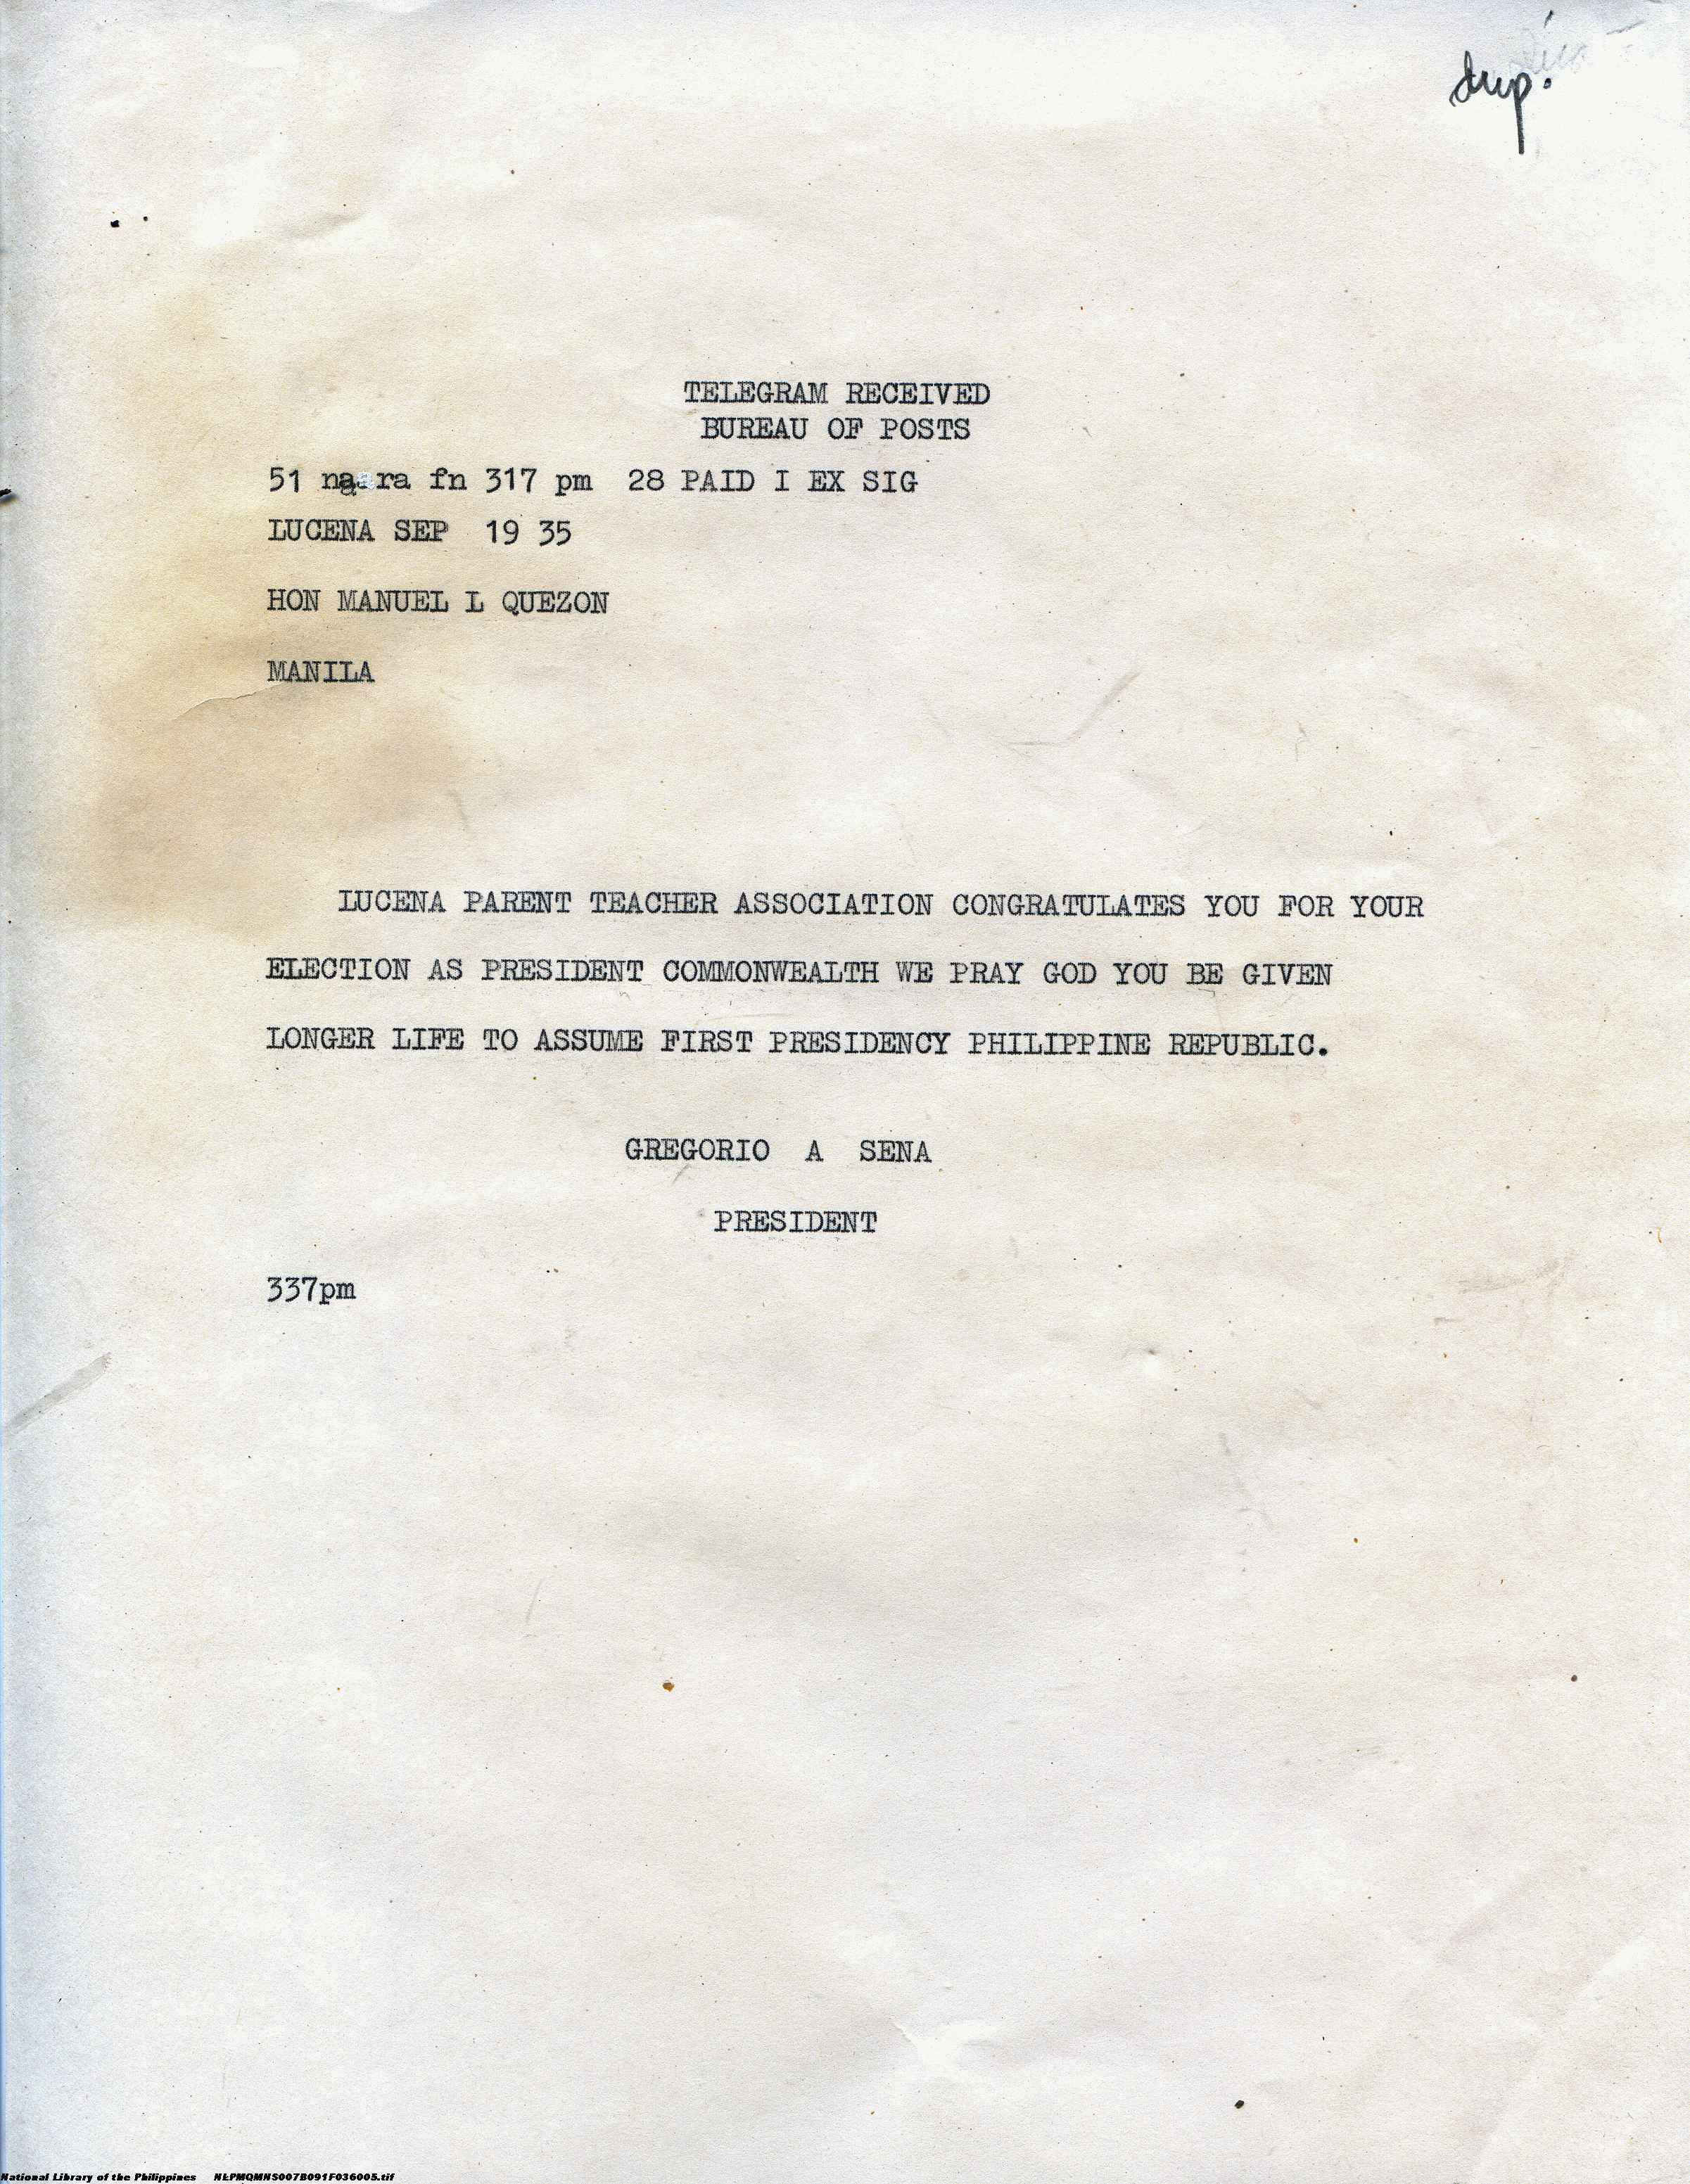 dup.
TELEGRAM RECEIVED
BUREAU OF POSTS
51 ra fn 317 pm 28 PAID I EX SIG
LUCENA SEP 19 35
HON MANUEL L QUEZON
MANILA
LUCENA PARENT TEACHER ASSOCIATION CONGRATULATES YOU FOR YOUR
ELECTION AS PRESIDENT COMMONWEALTH WE PRAY GOD YOU BE GIVEN
LONGER LIFE TO ASSUME FIRST PRESIDENCY PHILIPPINE REPUBLIC.
GREGORIO A SENA
PRESIDENT
337pm
National Library of the Philippines NLPMQMNS007B091F036005.tif